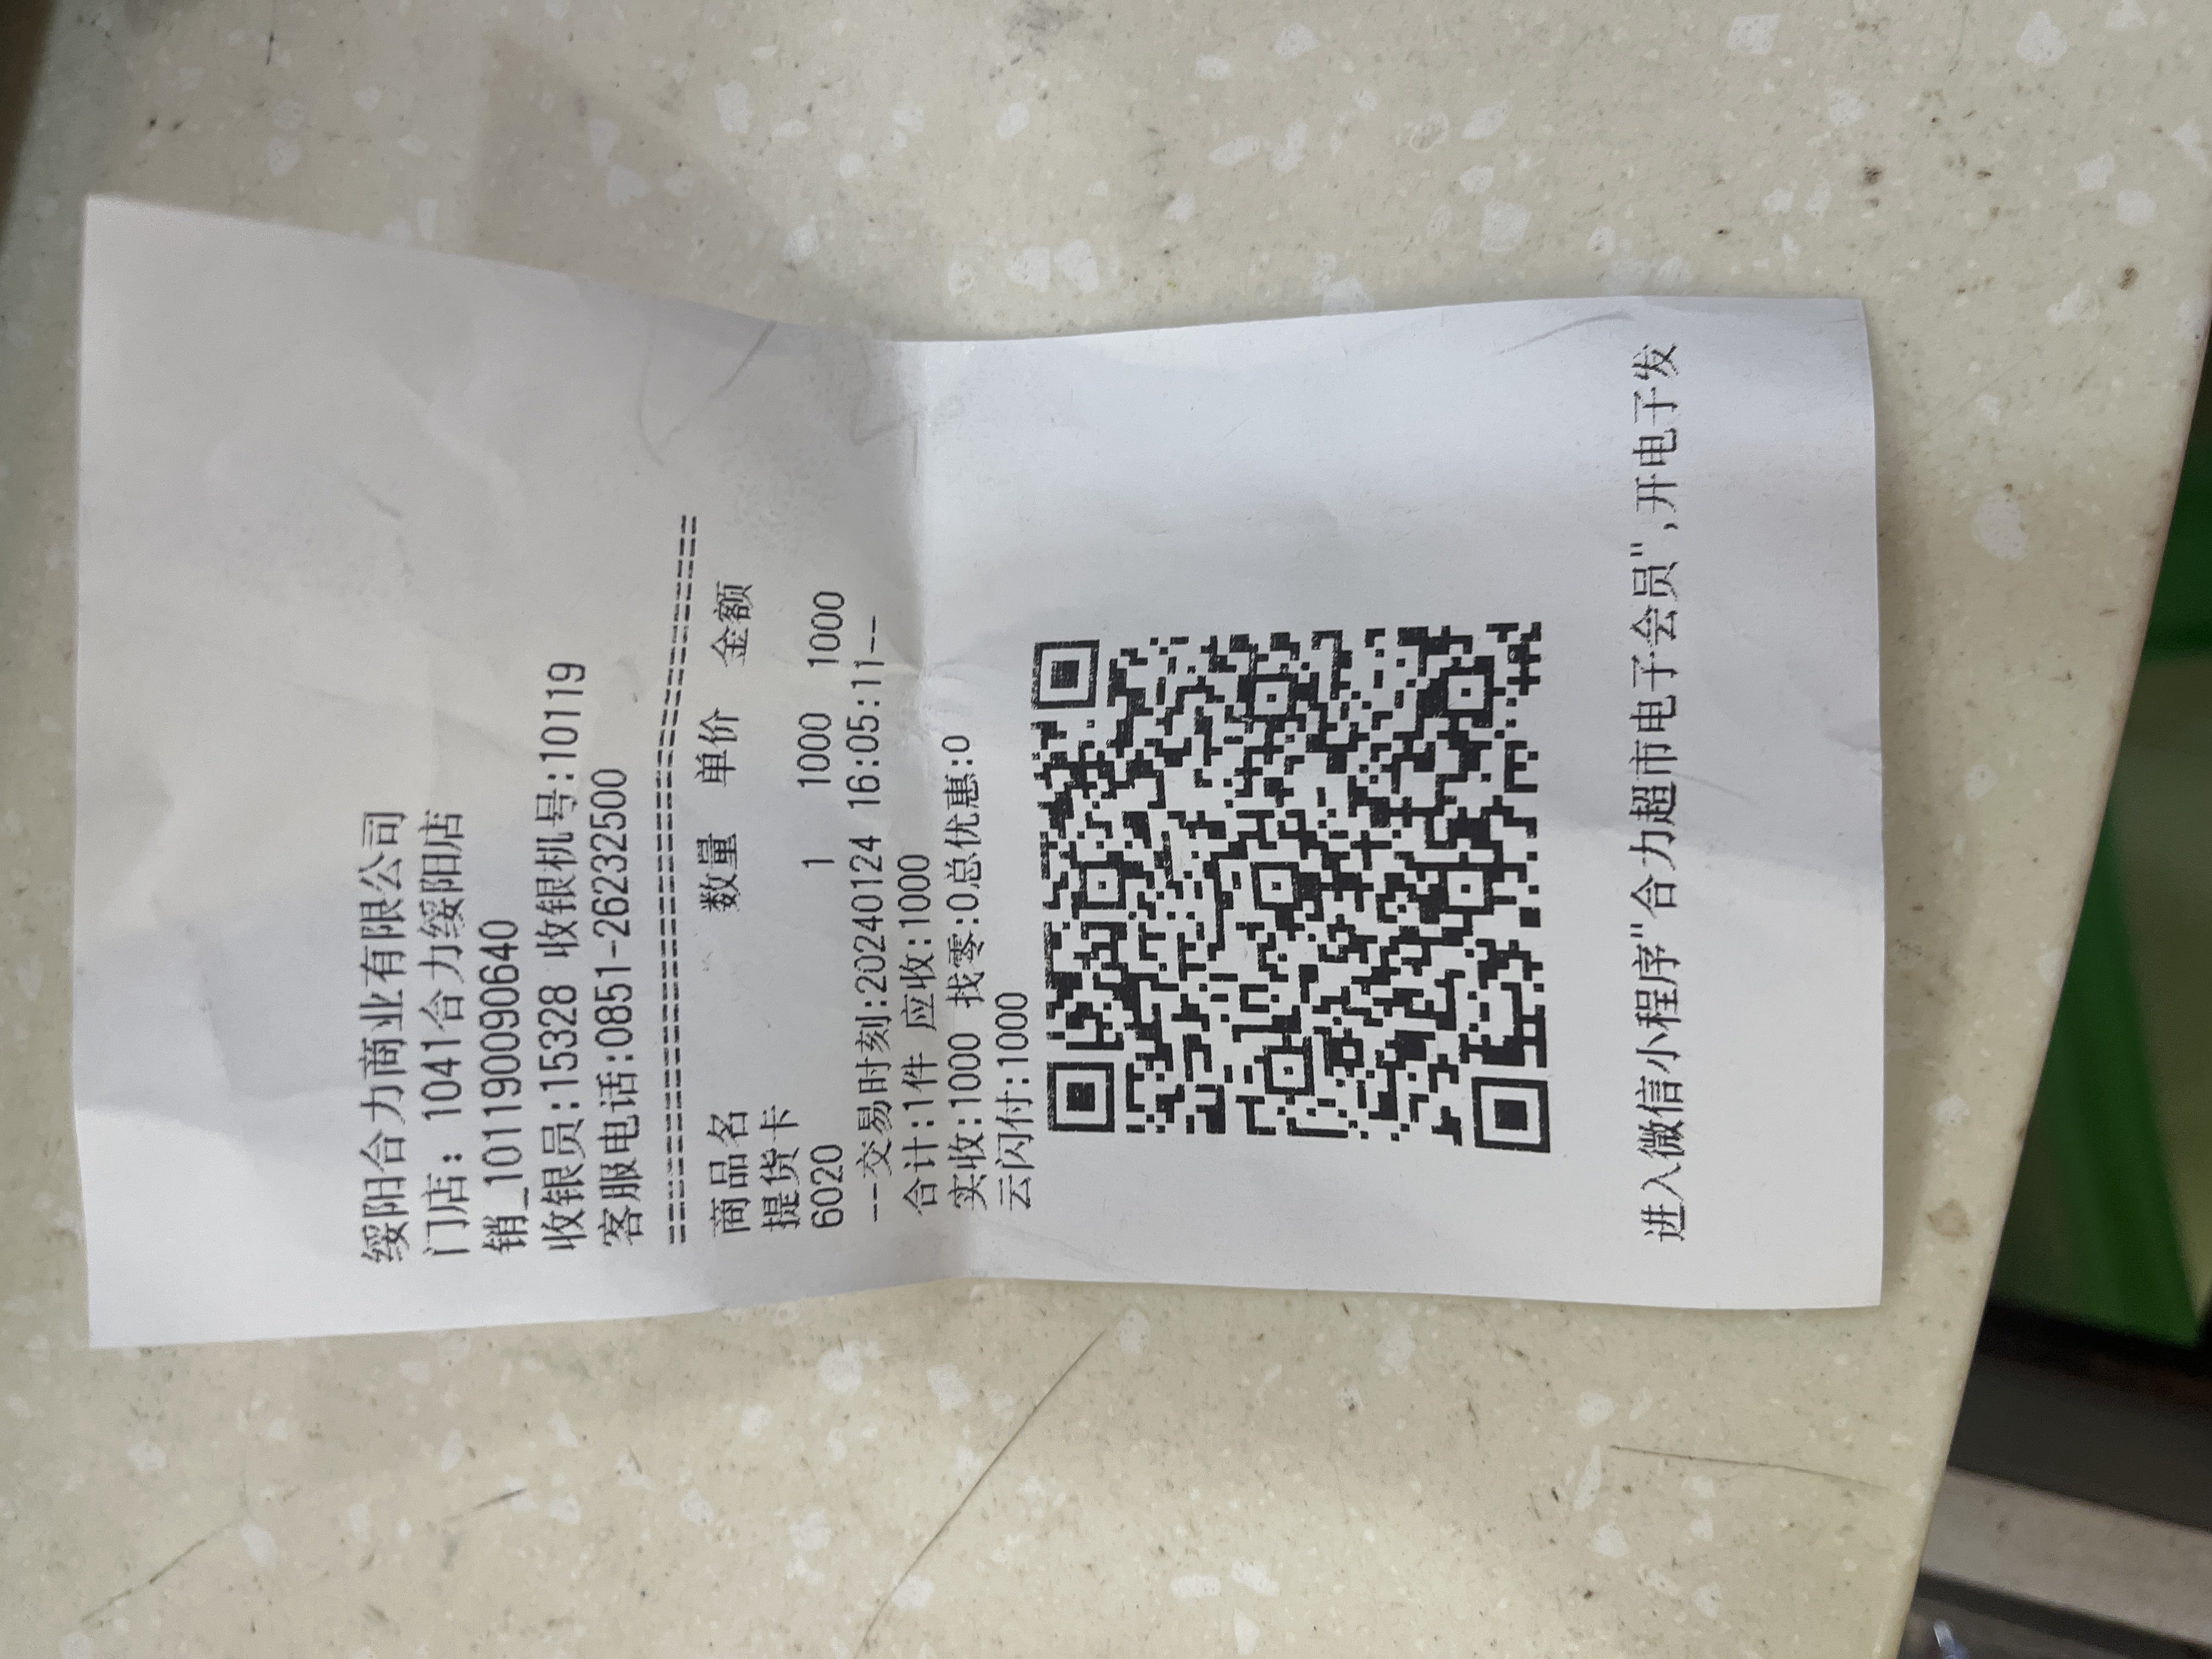 绥阳合力商业有限公司
门店: 1041合力绥阳店
销_101190090640
收银员:15328 收银机号:10119
客服电话:0851-26232500
========================================
商品名 数量 单价 金额
提货卡
6020 1 1000 1000
--交易时刻:20240124 16:05:11--
合计:1件 应收:1000
实收:1000 找零:0总优惠:0
云闪付:1000
进入微信小程序"合力超市电子会员",开电子发